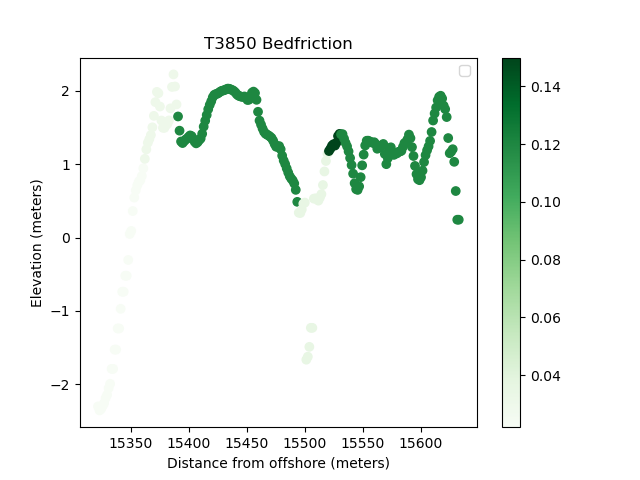 T3850 Bedfriction
2
1
0
−1
−2
Elevation (meters)
15350 15400 15450 15500 15550 15600
Distance from offshore (meters)
0.14
0.12
0.10
0.08
0.06
0.04